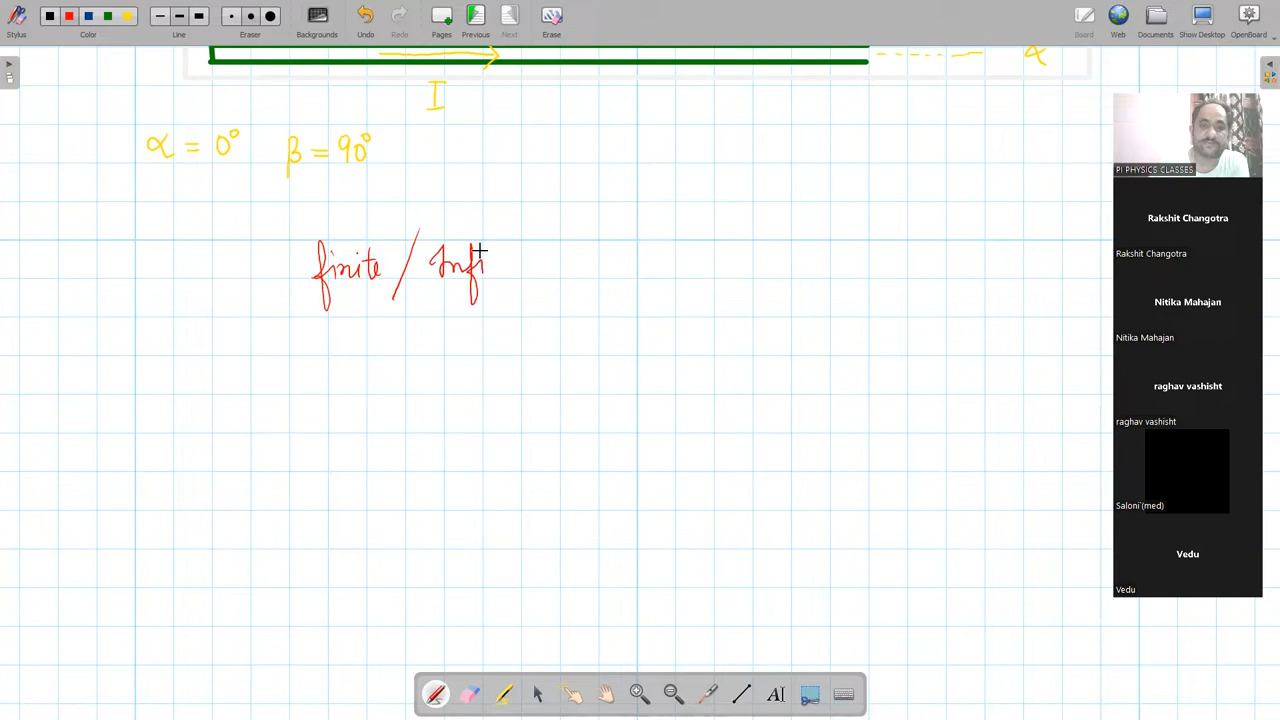 Stylus
Color
Line
Eraser
Backgrounds
Undo
Redo
Pages
Previous
Next
Erase
Board
Web
Documents
Show Desktop
OpenBoard
I
α = 0° β = 90°
finite / Infi
PI PHYSICS CLASSES
Rakshit Changotra
Rakshit Changotra
Nitika Mahajan
Nitika Mahajan
raghav vashisht
raghav vashisht
Saloni (med)
Vedu
Vedu